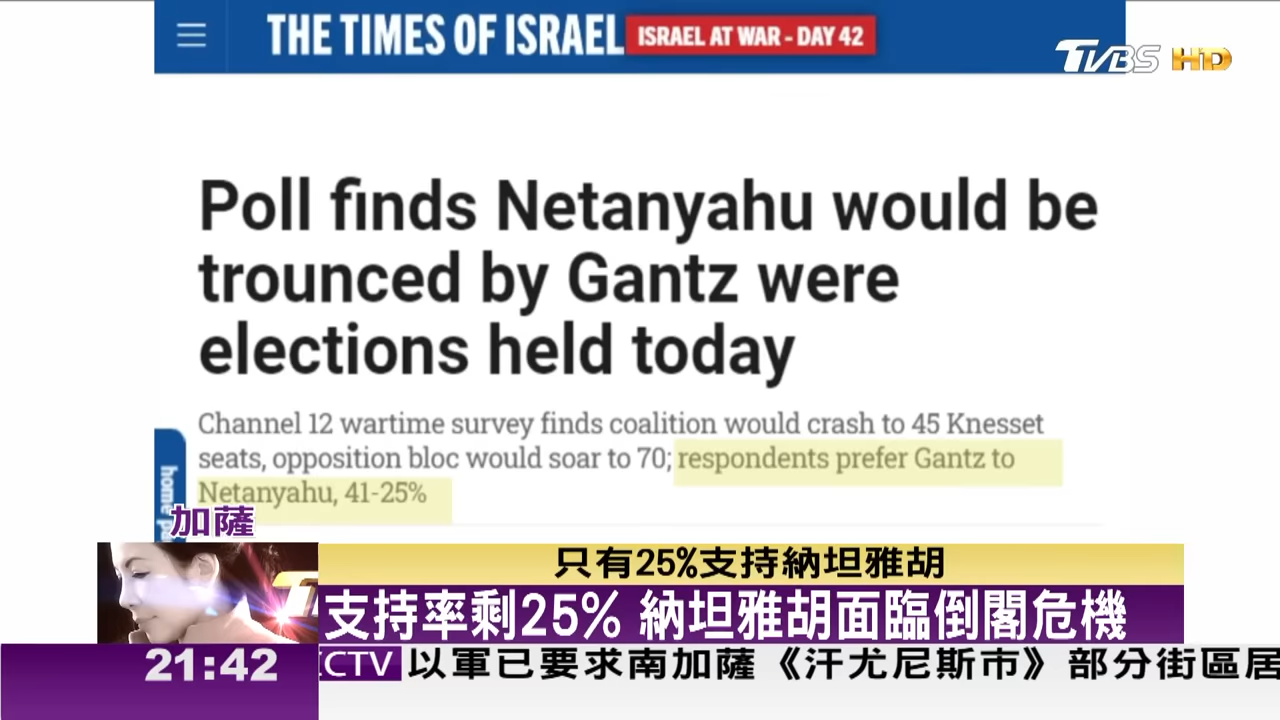 THE TIMES OF ISRAEL
ISRAEL AT WAR - DAY 42
TVBS HD
Poll finds Netanyahu would be
trounced by Gantz were
elections held today
Channel 12 wartime survey finds coalition would crash to 45 Knesset
seats, opposition bloc would soar to 70; respondents prefer Gantz to
Netanyahu, 41-25%
home pa
加薩
只有25%支持納坦雅胡
支持率剩25% 納坦雅胡面臨倒閣危機
21:42
CCTV 以軍已要求南加薩《汗尤尼斯市》部分街區居